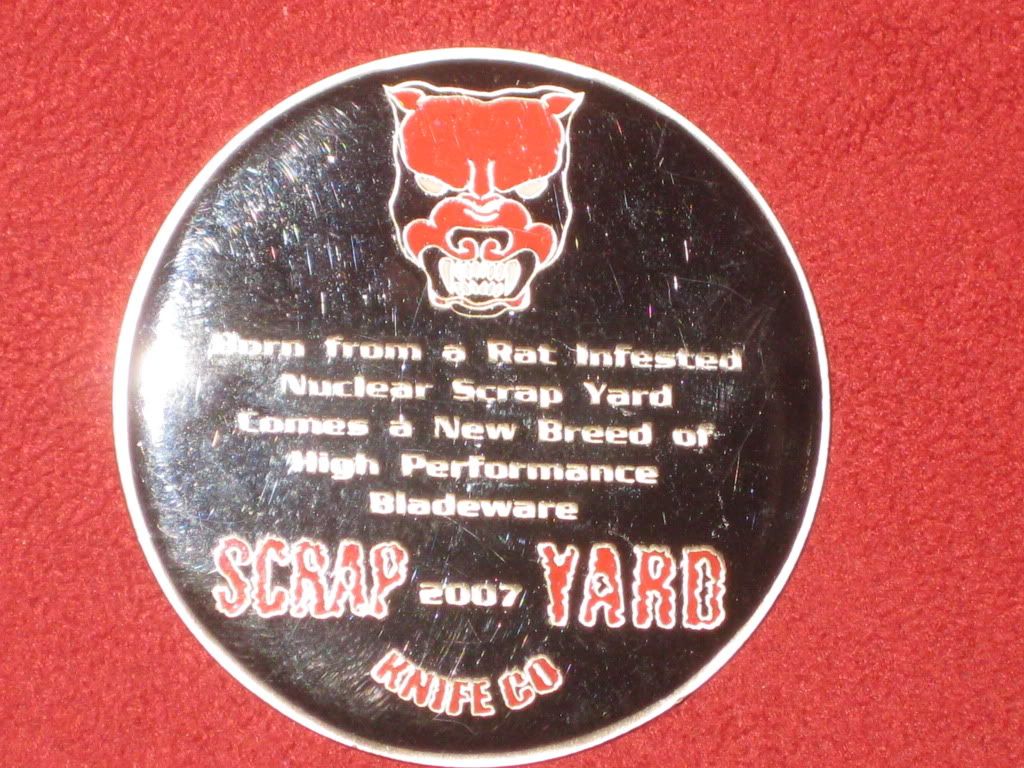 Born from a Rat Infested
Nuclear Scrap Yard
Comes a New Breed of
High Performance
Bladeware
SCRAP 2007 YARD
KNIFE CO